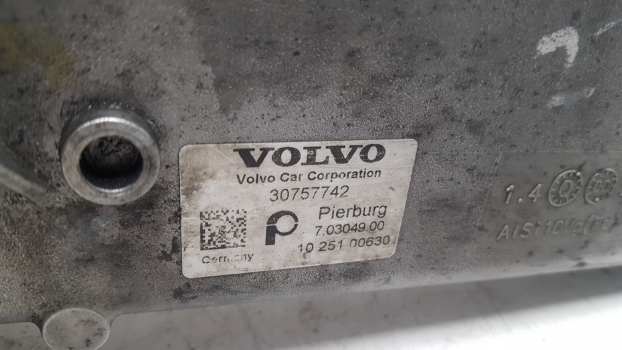 VOLVO
Volvo Car Corporation
30757742
Pierburg
7.03049.00
10 251 00630
Germany
1.4